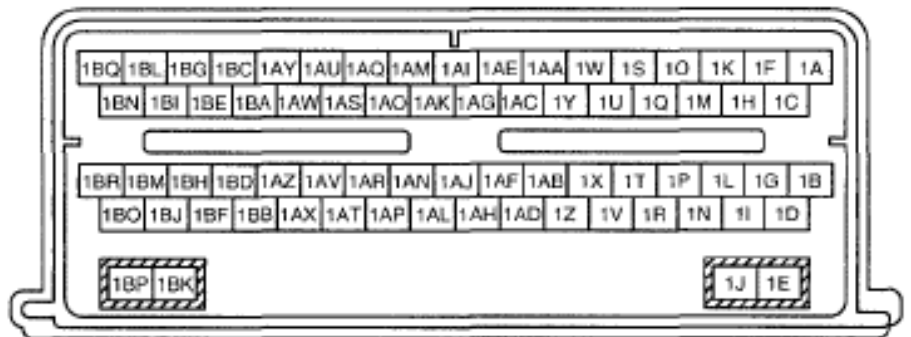 1BQ 1BL 1BG 1BC 1AY 1AU 1AQ 1AM 1AI 1AE 1AA 1W 1S 1O 1K 1F 1A
1BN 1BI 1BE 1BA 1AW 1AS 1AO 1AK 1AG 1AC 1Y 1U 1Q 1M 1H 1C
1BR 1BM 1BH 1BD 1AZ 1AV 1AR 1AN 1AJ 1AF 1AB 1X 1T 1P 1L 1G 1B
1BO 1BJ 1BF 1BB 1AX 1AT 1AP 1AL 1AH 1AD 1Z 1V 1R 1N 1I 1D
1BP 1BK 1J 1E